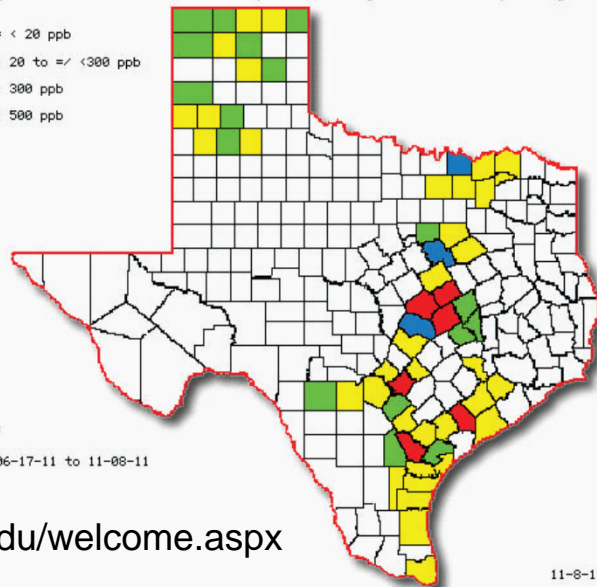 < 20 ppb
20 to =/ <300 ppb
300 ppb
500 ppb
06-17-11 to 11-08-11
du/welcome.aspx
11-8-1